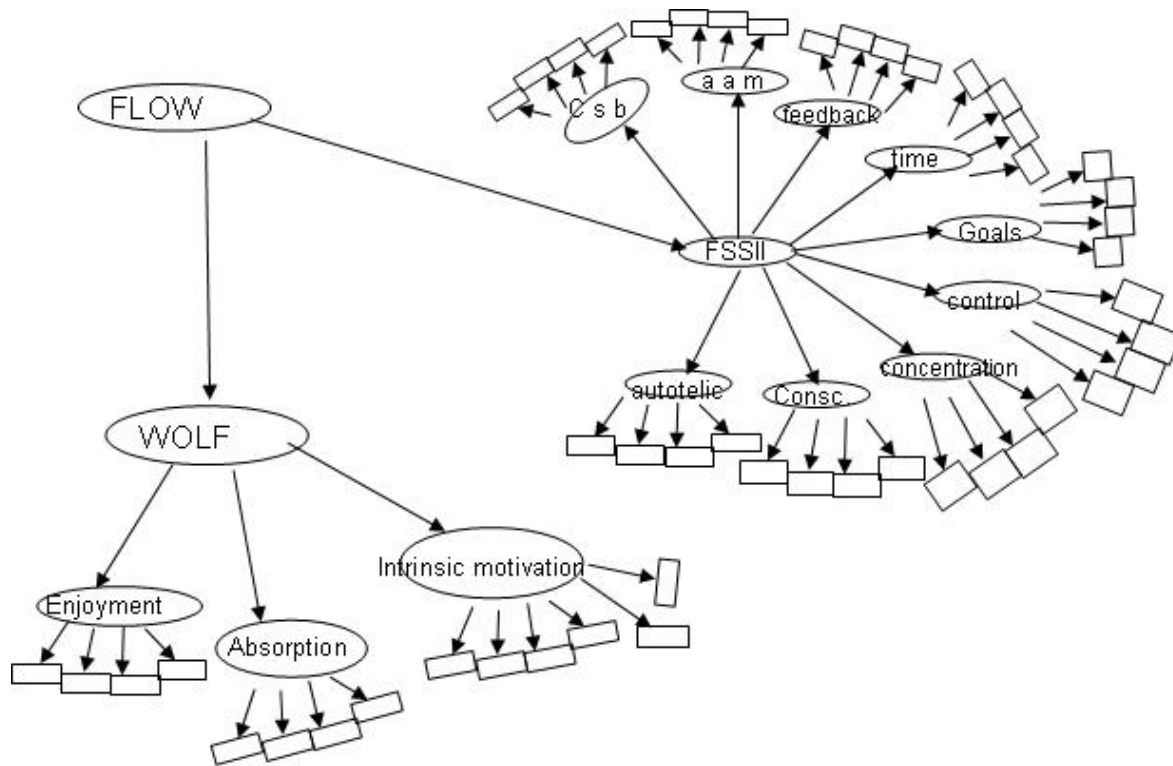 FLOW
C s b
a a m
feedback
time
Goals
FSSII
control
concentration
autotelic
Consc.
WOLF
Intrinsic motivation
Enjoyment
Absorption